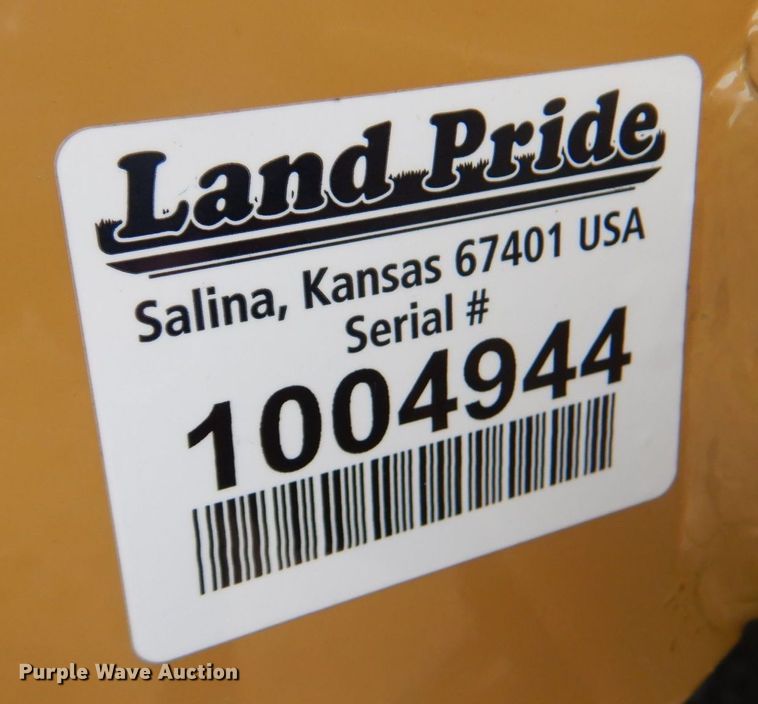 Land Pride
Salina, Kansas 67401 USA
Serial #
1004944
Purple Wave Auction